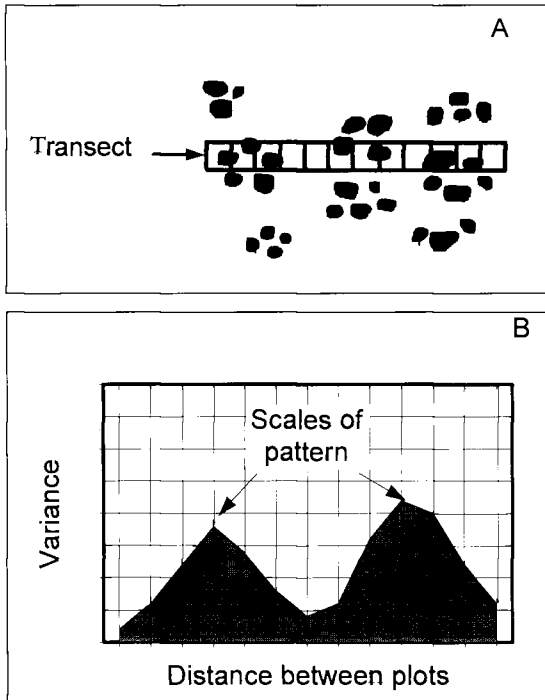 A
Transect
B
Scales of
pattern
Variance
Distance between plots